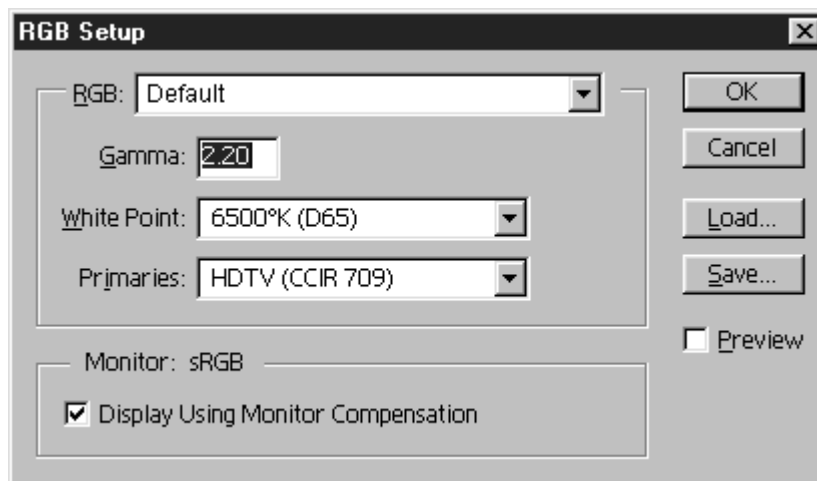 RGB Setup
RGB: Default
Gamma: 2.20
White Point: 6500°K (D65)
Primaries: HDTV (CCIR 709)
Monitor: sRGB
Display Using Monitor Compensation
OK
Cancel
Load...
Save...
Preview